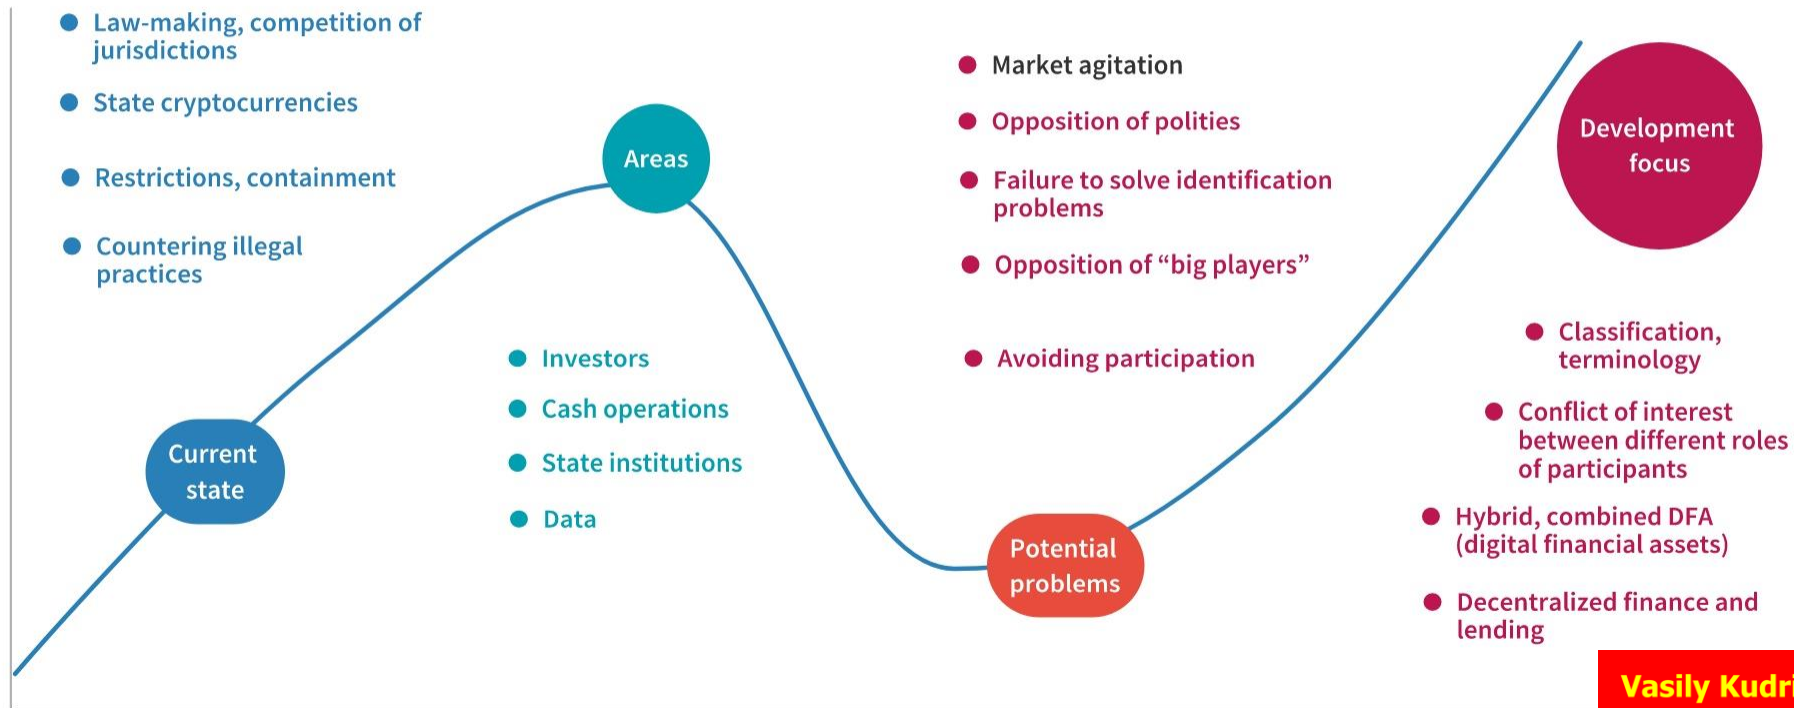 Law-making, competition of
jurisdictions
State cryptocurrencies
Restrictions, containment
Countering illegal
practices
Current
state
Areas
Investors
Cash operations
State institutions
Data
Market agitation
Opposition of polities
Failure to solve identification
problems
Opposition of “big players”
Avoiding participation
Potential
problems
Development
focus
Classification,
terminology
Conflict of interest
between different roles
of participants
Hybrid, combined DFA
(digital financial assets)
Decentralized finance and
lending
Vasily